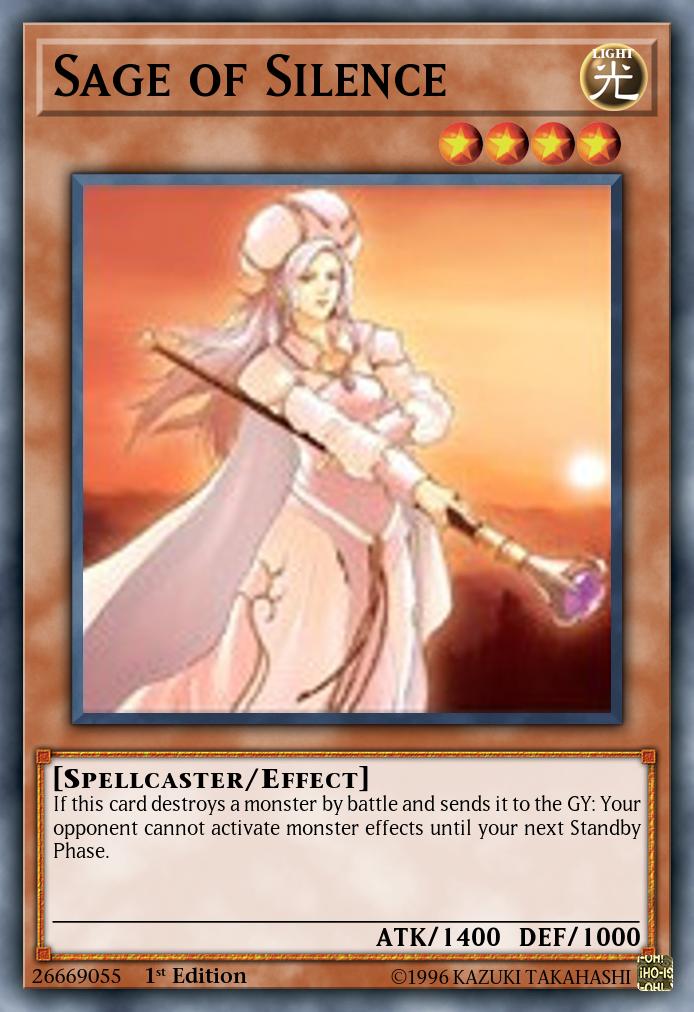 Sage of Silence
LIGHT
光
[Spellcaster/Effect]
If this card destroys a monster by battle and sends it to the GY: Your
opponent cannot activate monster effects until your next Standby
Phase.
ATK/1400 DEF/1000
26669055 1st Edition ©1996 KAZUKI TAKAHASHI